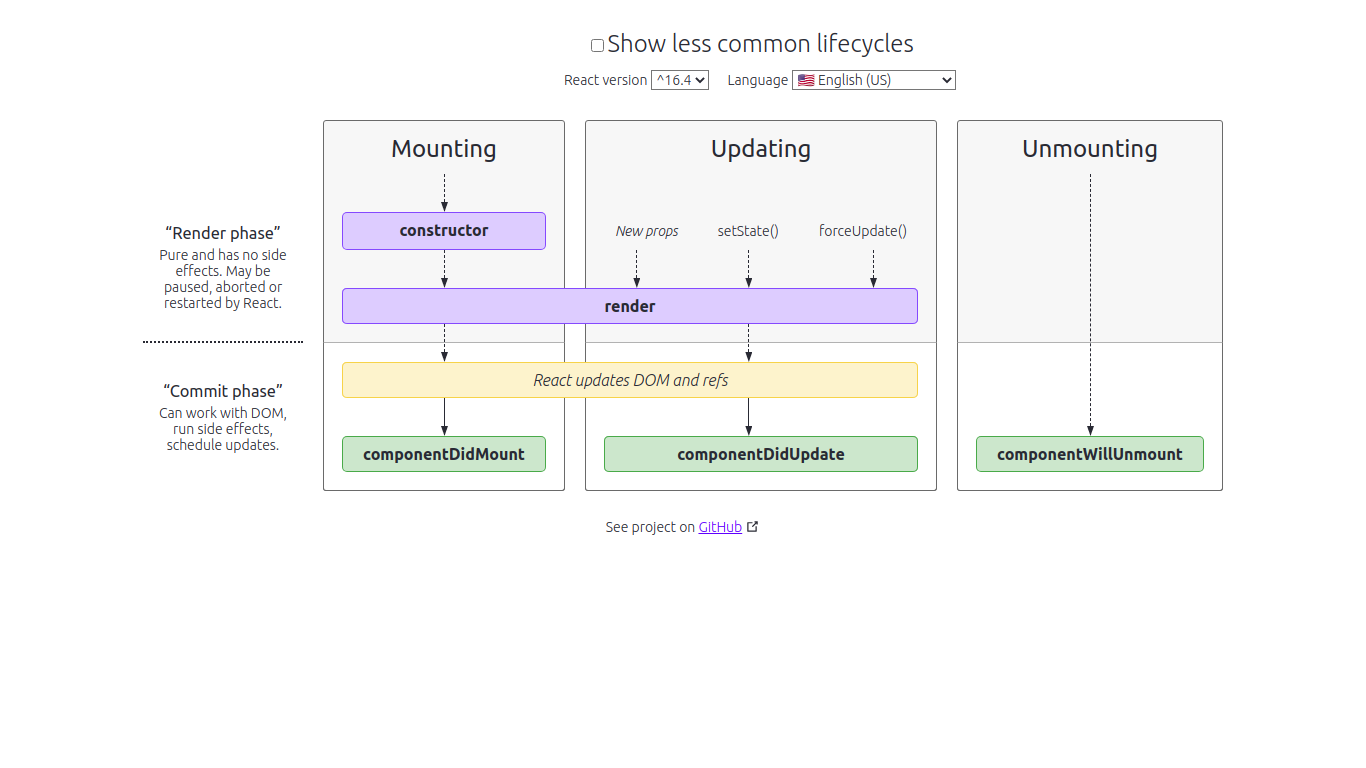 Show less common lifecycles
React version ^16.4 Language 🇺🇸 English (US)
Mounting Updating Unmounting
“Render phase”
Pure and has no side
effects. May be
paused, aborted or
restarted by React.
constructor New props setState() forceUpdate()
render
React updates DOM and refs
“Commit phase”
Can work with DOM,
run side effects,
schedule updates.
componentDidMount componentDidUpdate componentWillUnmount
See project on GitHub